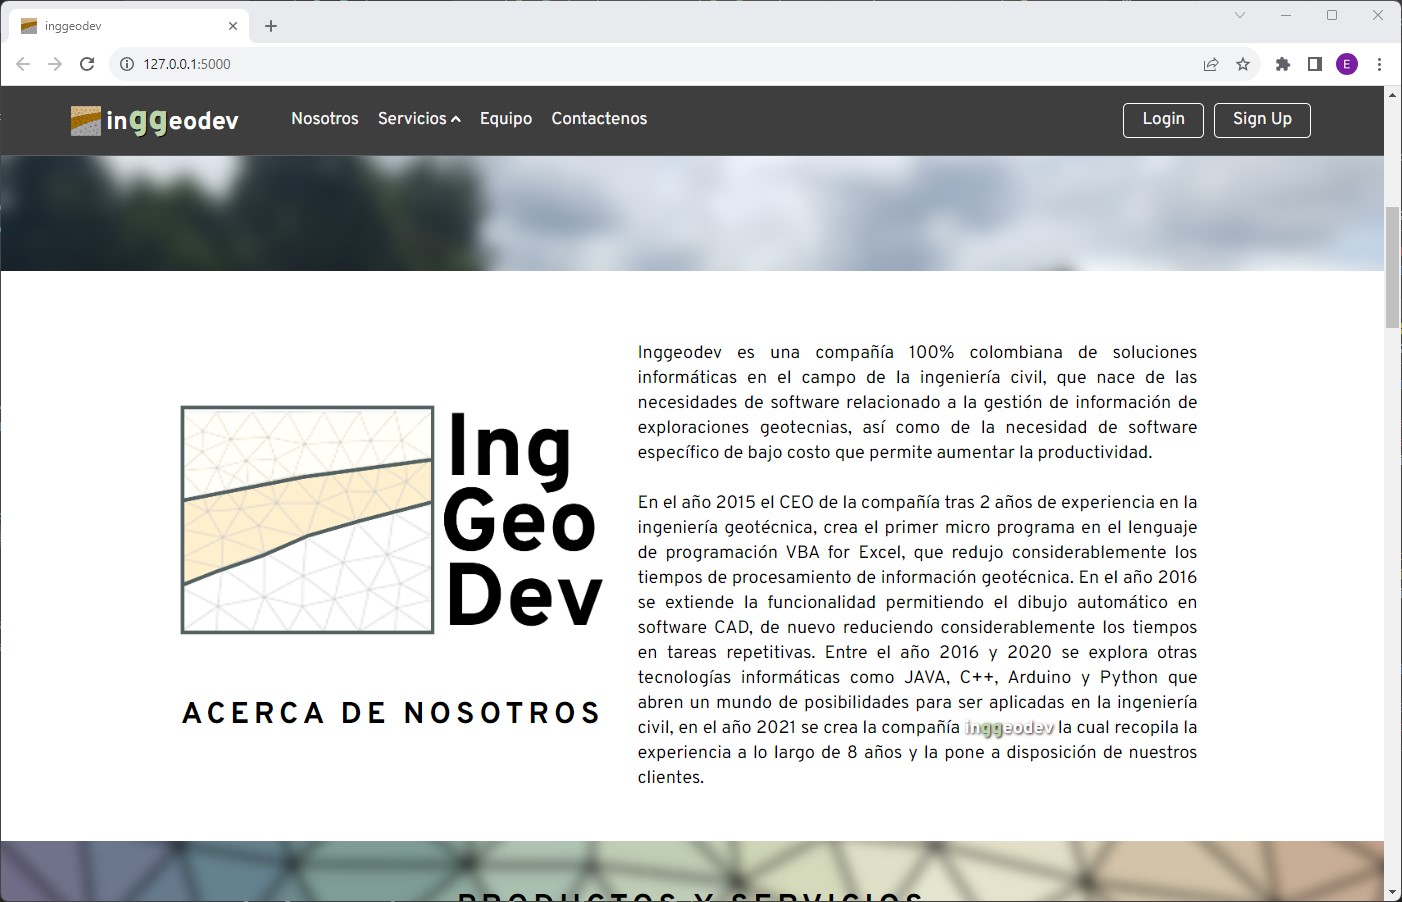 inggeodev
127.0.0.1:5000
E
inggeodev
Nosotros Servicios Equipo Contactenos
Login Sign Up
Ing
Geo
Dev
ACERCA DE NOSOTROS
Inggeodev es una compañía 100% colombiana de soluciones
informáticas en el campo de la ingeniería civil, que nace de las
necesidades de software relacionado a la gestión de información de
exploraciones geotecnias, así como de la necesidad de software
específico de bajo costo que permite aumentar la productividad.
En el año 2015 el CEO de la compañía tras 2 años de experiencia en la
ingeniería geotécnica, crea el primer micro programa en el lenguaje
de programación VBA for Excel, que redujo considerablemente los
tiempos de procesamiento de información geotécnica. En el año 2016
se extiende la funcionalidad permitiendo el dibujo automático en
software CAD, de nuevo reduciendo considerablemente los tiempos
en tareas repetitivas. Entre el año 2016 y 2020 se explora otras
tecnologías informáticas como JAVA, C++, Arduino y Python que
abren un mundo de posibilidades para ser aplicadas en la ingeniería
civil, en el año 2021 se crea la compañía inggeodev la cual recopila la
experiencia a lo largo de 8 años y la pone a disposición de nuestros
clientes.
PRODUCTOS Y SERVICIOS